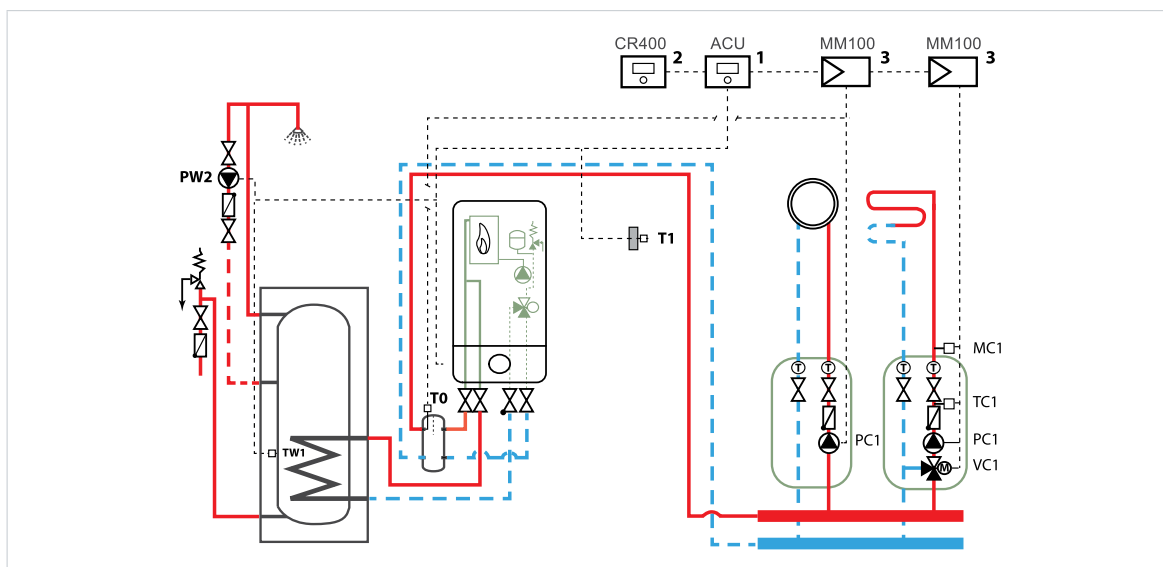 CR400 2 ACU 1 MM100 3 MM100 3
PW2
T1
MC1
T T T T
T0
TC1
PC1 PC1
TW1
M VC1